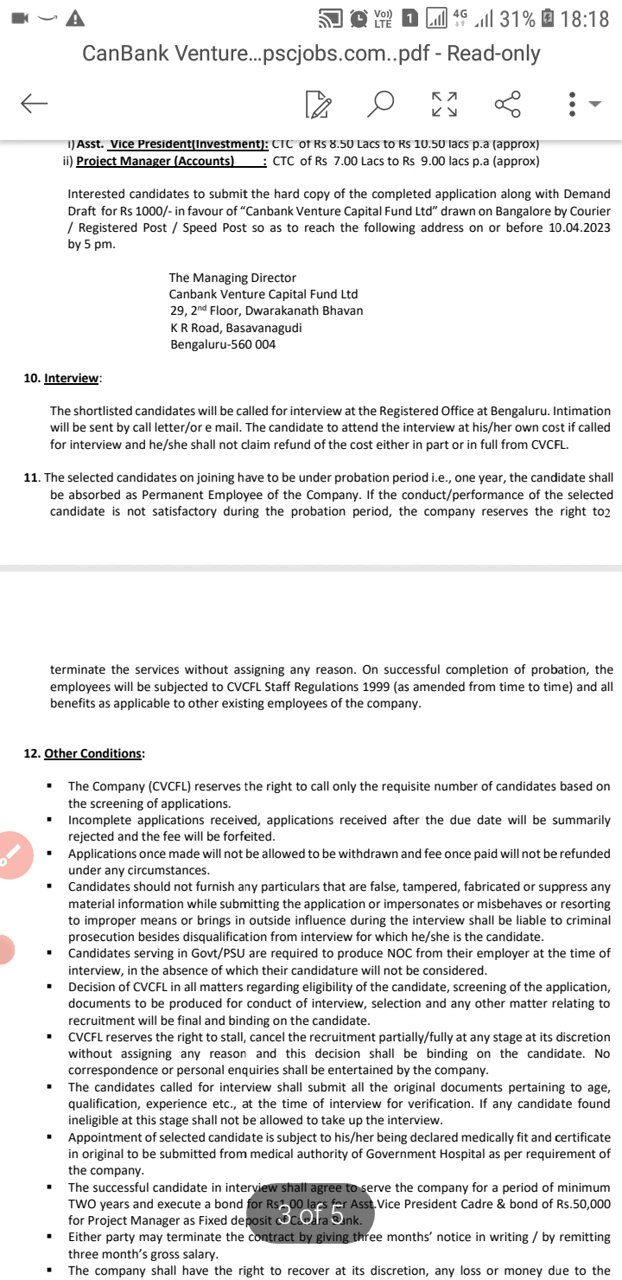 Vo)) LTE 1 4G 31% 18:18
CanBank Venture...pscjobs.com..pdf - Read-only
i) Asst. Vice President(Investment): CTC of Rs 8.50 Lacs to Rs 10.50 lacs p.a (approx)
ii) Project Manager (Accounts) : CTC of Rs 7.00 Lacs to Rs 9.00 lacs p.a (approx)
Interested candidates to submit the hard copy of the completed application along with Demand
Draft for Rs 1000/- in favour of “Canbank Venture Capital Fund Ltd” drawn on Bangalore by Courier
/ Registered Post / Speed Post so as to reach the following address on or before 10.04.2023
by 5 pm.
The Managing Director
Canbank Venture Capital Fund Ltd
29, 2nd Floor, Dwarakanath Bhavan
K R Road, Basavanagudi
Bengaluru-560 004
10. Interview:
The shortlisted candidates will be called for interview at the Registered Office at Bengaluru. Intimation
will be sent by call letter/or e mail. The candidate to attend the interview at his/her own cost if called
for interview and he/she shall not claim refund of the cost either in part or in full from CVCFL.
11. The selected candidates on joining have to be under probation period i.e., one year, the candidate shall
be absorbed as Permanent Employee of the Company. If the conduct/performance of the selected
candidate is not satisfactory during the probation period, the company reserves the right to2
terminate the services without assigning any reason. On successful completion of probation, the
employees will be subjected to CVCFL Staff Regulations 1999 (as amended from time to time) and all
benefits as applicable to other existing employees of the company.
12. Other Conditions:
▪ The Company (CVCFL) reserves the right to call only the requisite number of candidates based on
the screening of applications.
▪ Incomplete applications received, applications received after the due date will be summarily
rejected and the fee will be forfeited.
▪ Applications once made will not be allowed to be withdrawn and fee once paid will not be refunded
under any circumstances.
▪ Candidates should not furnish any particulars that are false, tampered, fabricated or suppress any
material information while submitting the application or impersonates or misbehaves or resorting
to improper means or brings in outside influence during the interview shall be liable to criminal
prosecution besides disqualification from interview for which he/she is the candidate.
▪ Candidates serving in Govt/PSU are required to produce NOC from their employer at the time of
interview, in the absence of which their candidature will not be considered.
▪ Decision of CVCFL in all matters regarding eligibility of the candidate, screening of the application,
documents to be produced for conduct of interview, selection and any other matter relating to
recruitment will be final and binding on the candidate.
▪ CVCFL reserves the right to stall, cancel the recruitment partially/fully at any stage at its discretion
without assigning any reason and this decision shall be binding on the candidate. No
correspondence or personal enquiries shall be entertained by the company.
▪ The candidates called for interview shall submit all the original documents pertaining to age,
qualification, experience etc., at the time of interview for verification. If any candidate found
ineligible at this stage shall not be allowed to take up the interview.
▪ Appointment of selected candidate is subject to his/her being declared medically fit and certificate
in original to be submitted from medical authority of Government Hospital as per requirement of
the company.
▪ The successful candidate in interview shall agree to serve the company for a period of minimum
TWO years and execute a bond for Rs1.00 lacs for Asst.Vice President Cadre & bond of Rs.50,000
for Project Manager as Fixed deposit of Canara Bank.
3 of 5
▪ Either party may terminate the contract by giving three months’ notice in writing / by remitting
three month’s gross salary.
▪ The company shall have the right to recover at its discretion, any loss or money due to the